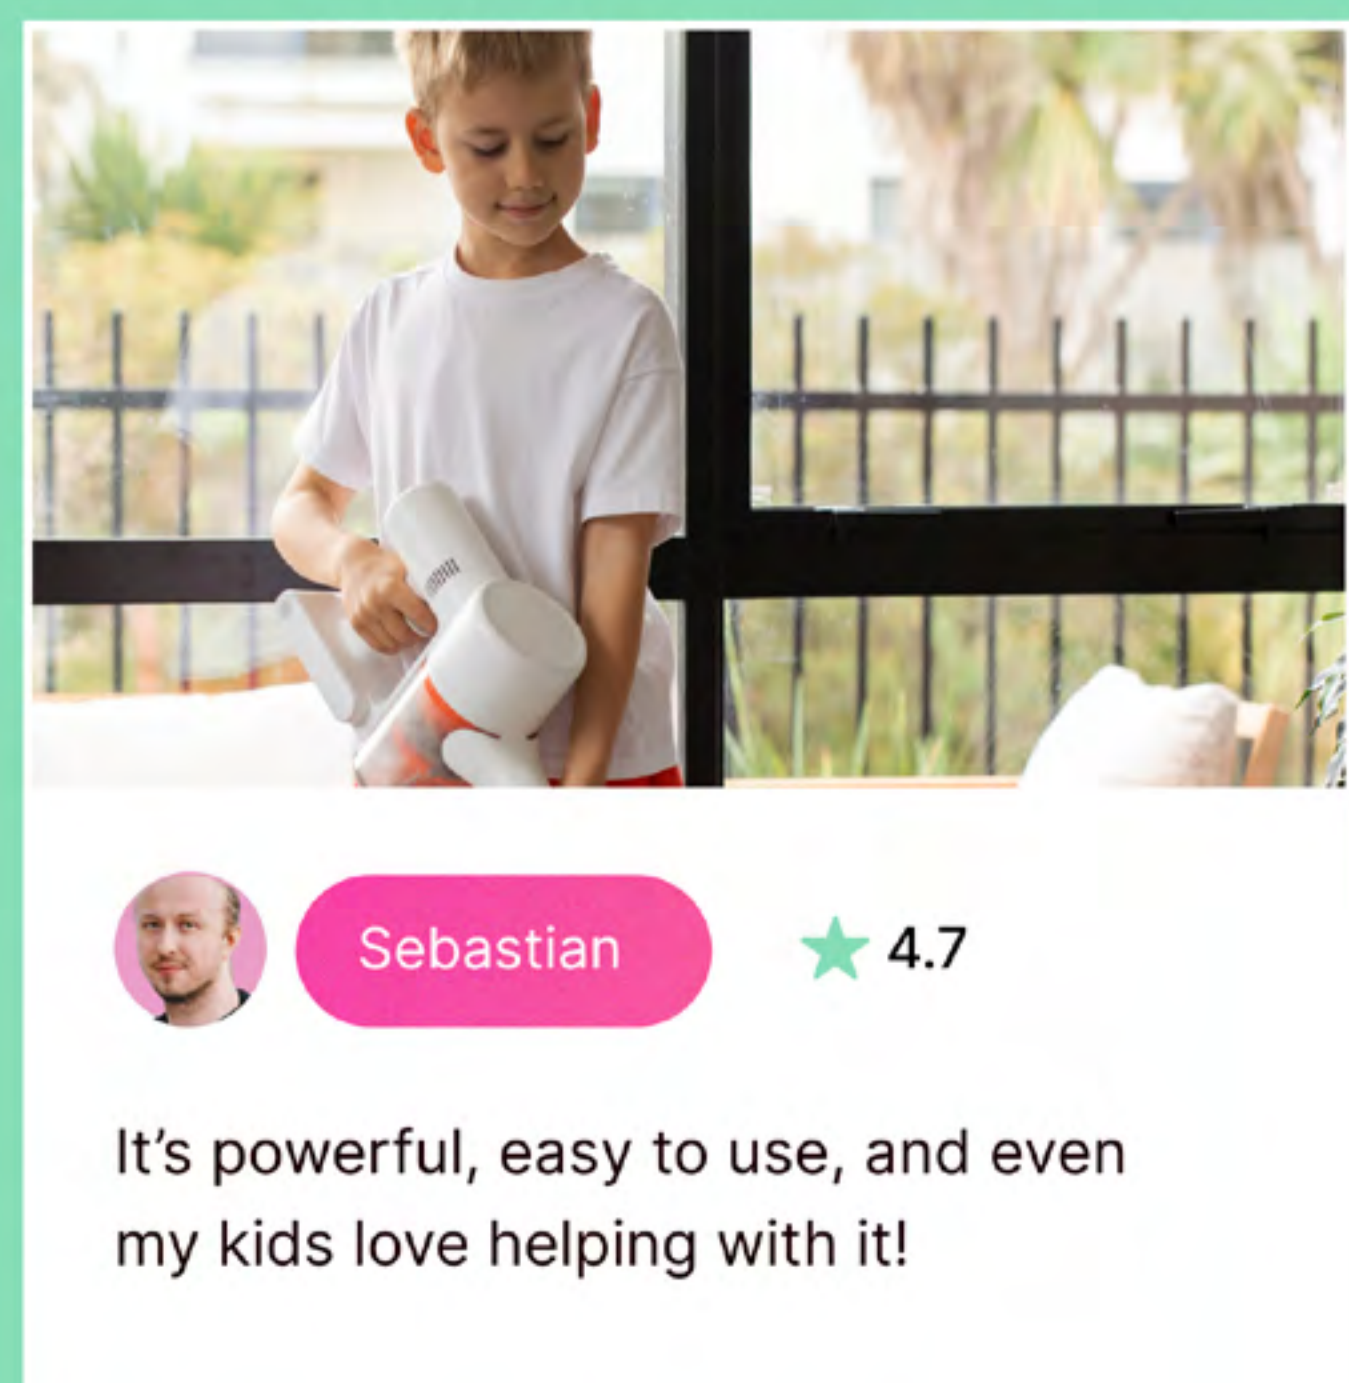 Sebastian
4.7
It’s powerful, easy to use, and even
my kids love helping with it!